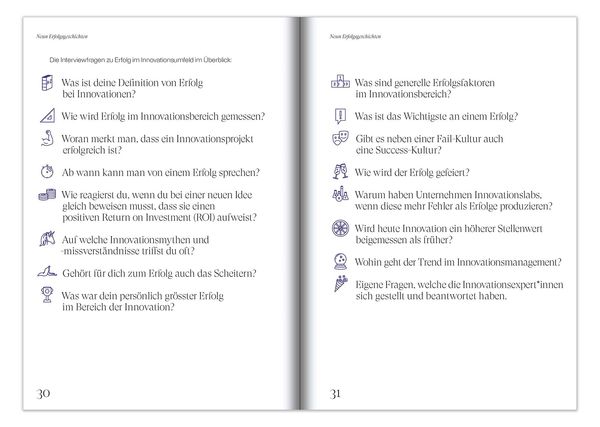 Neun Erfolgsgeschichten
Die Interviewfragen zu Erfolg im Innovationsumfeld im Überblick:
Was ist deine Definition von Erfolg
bei Innovationen?
Wie wird Erfolg im Innovationsbereich gemessen?
Woran merkt man, dass ein Innovationsprojekt
erfolgreich ist?
Ab wann kann man von einem Erfolg sprechen?
Wie reagierst du, wenn du bei einer neuen Idee
gleich beweisen musst, dass sie einen
positiven Return on Investment (ROI) aufweist?
Auf welche Innovationsmythen und
-missverständnisse triffst du oft?
Gehört für dich zum Erfolg auch das Scheitern?
Was war dein persönlich grösster Erfolg
im Bereich der Innovation?
30
Neun Erfolgsgeschichten
Was sind generelle Erfolgsfaktoren
im Innovationsbereich?
Was ist das Wichtigste an einem Erfolg?
Gibt es neben einer Fail-Kultur auch
eine Success-Kultur?
Wie wird der Erfolg gefeiert?
Warum haben Unternehmen Innovationslabs,
wenn diese mehr Fehler als Erfolge produzieren?
Wird heute Innovation ein höherer Stellenwert
beigemessen als früher?
Wohin geht der Trend im Innovationsmanagement?
Eigene Fragen, welche die Innovationsexpert*innen
sich gestellt und beantwortet haben.
31